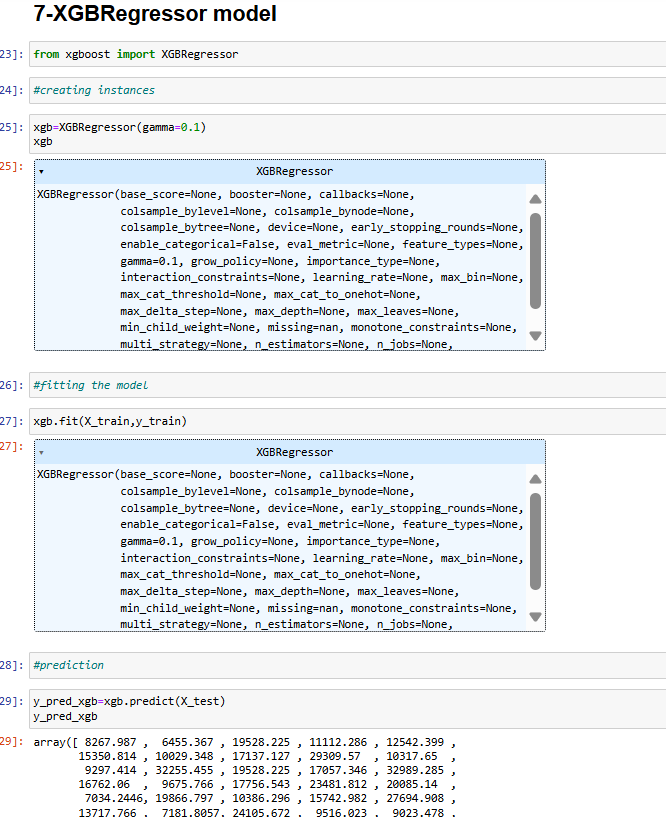 7-XGBRegressor model
23]: from xgboost import XGBRegressor
24]: #creating instances
25]: xgb=XGBRegressor(gamma=0.1)
xgb
25]: ▾ XGBRegressor
XGBRegressor(base_score=None, booster=None, callbacks=None,
colsample_bylevel=None, colsample_bynode=None,
colsample_bytree=None, device=None, early_stopping_rounds=None,
enable_categorical=False, eval_metric=None, feature_types=None,
gamma=0.1, grow_policy=None, importance_type=None,
interaction_constraints=None, learning_rate=None, max_bin=None,
max_cat_threshold=None, max_cat_to_onehot=None,
max_delta_step=None, max_depth=None, max_leaves=None,
min_child_weight=None, missing=nan, monotone_constraints=None,
multi_strategy=None, n_estimators=None, n_jobs=None,
26]: #fitting the model
27]: xgb.fit(X_train,y_train)
27]: ▾ XGBRegressor
XGBRegressor(base_score=None, booster=None, callbacks=None,
colsample_bylevel=None, colsample_bynode=None,
colsample_bytree=None, device=None, early_stopping_rounds=None,
enable_categorical=False, eval_metric=None, feature_types=None,
gamma=0.1, grow_policy=None, importance_type=None,
interaction_constraints=None, learning_rate=None, max_bin=None,
max_cat_threshold=None, max_cat_to_onehot=None,
max_delta_step=None, max_depth=None, max_leaves=None,
min_child_weight=None, missing=nan, monotone_constraints=None,
multi_strategy=None, n_estimators=None, n_jobs=None,
28]: #prediction
29]: y_pred_xgb=xgb.predict(X_test)
y_pred_xgb
29]: array([ 8267.987 , 6455.367 , 19528.225 , 11112.286 , 12542.399 ,
15350.814 , 10029.348 , 17137.127 , 29309.57 , 10317.65 ,
9297.414 , 32255.455 , 19528.225 , 17057.346 , 32989.285 ,
16762.06 , 9675.766 , 17756.543 , 23481.812 , 20085.14 ,
7034.2446, 19866.797 , 10386.296 , 15742.982 , 27694.908 ,
13717.766 , 7181.8057, 24105.672 , 9516.023 , 9023.478 ,